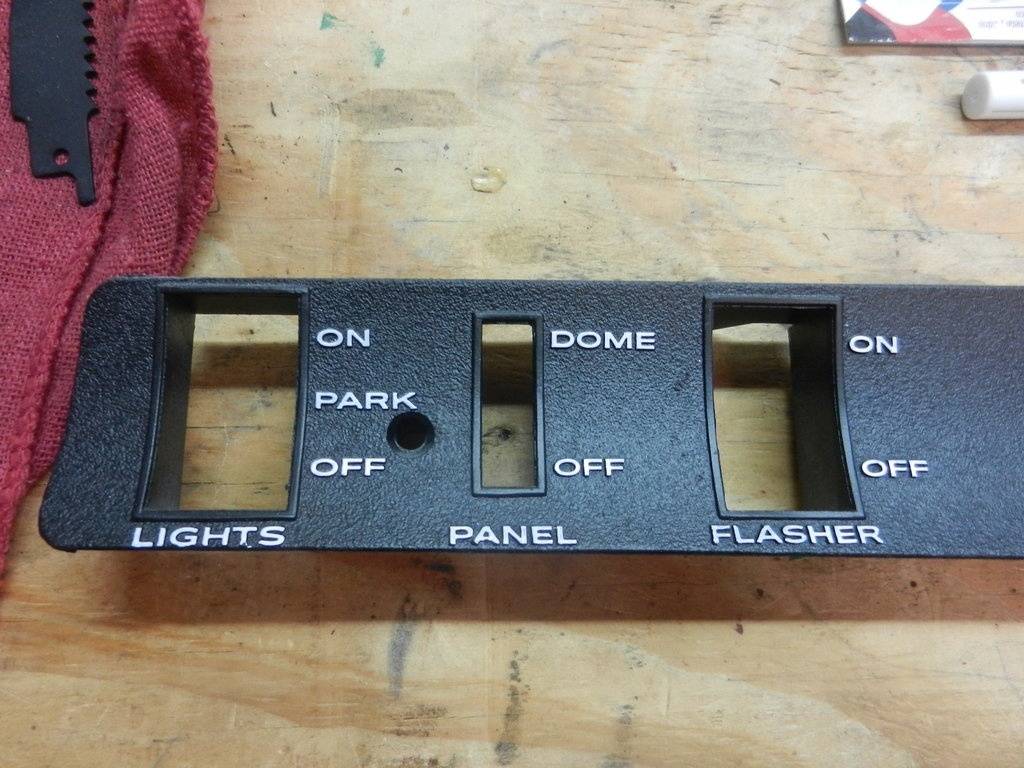 ON
DOME
ON
PARK
OFF
OFF
OFF
LIGHTS
PANEL
FLASHER